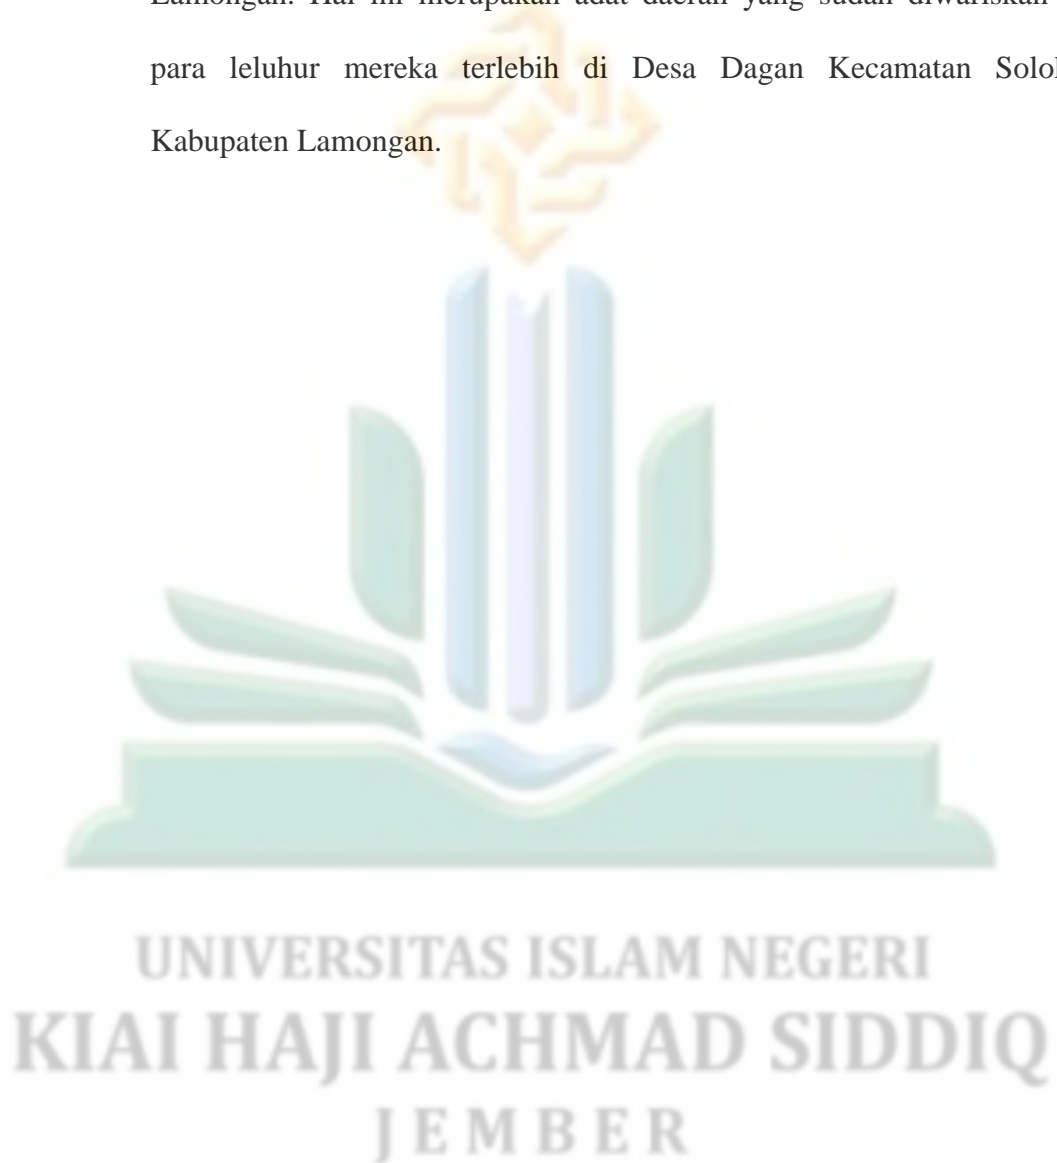 Lamongan. Hal ini merupakan adat daerah yang sudah diwariskan
para leluhur mereka terlebih di Desa Dagan Kecamatan
Kabupaten Lamongan.
UNIVERSITAS ISLAM NEGERI
KIAI HAJI ACHMAD SIDDIQ
JEMBER